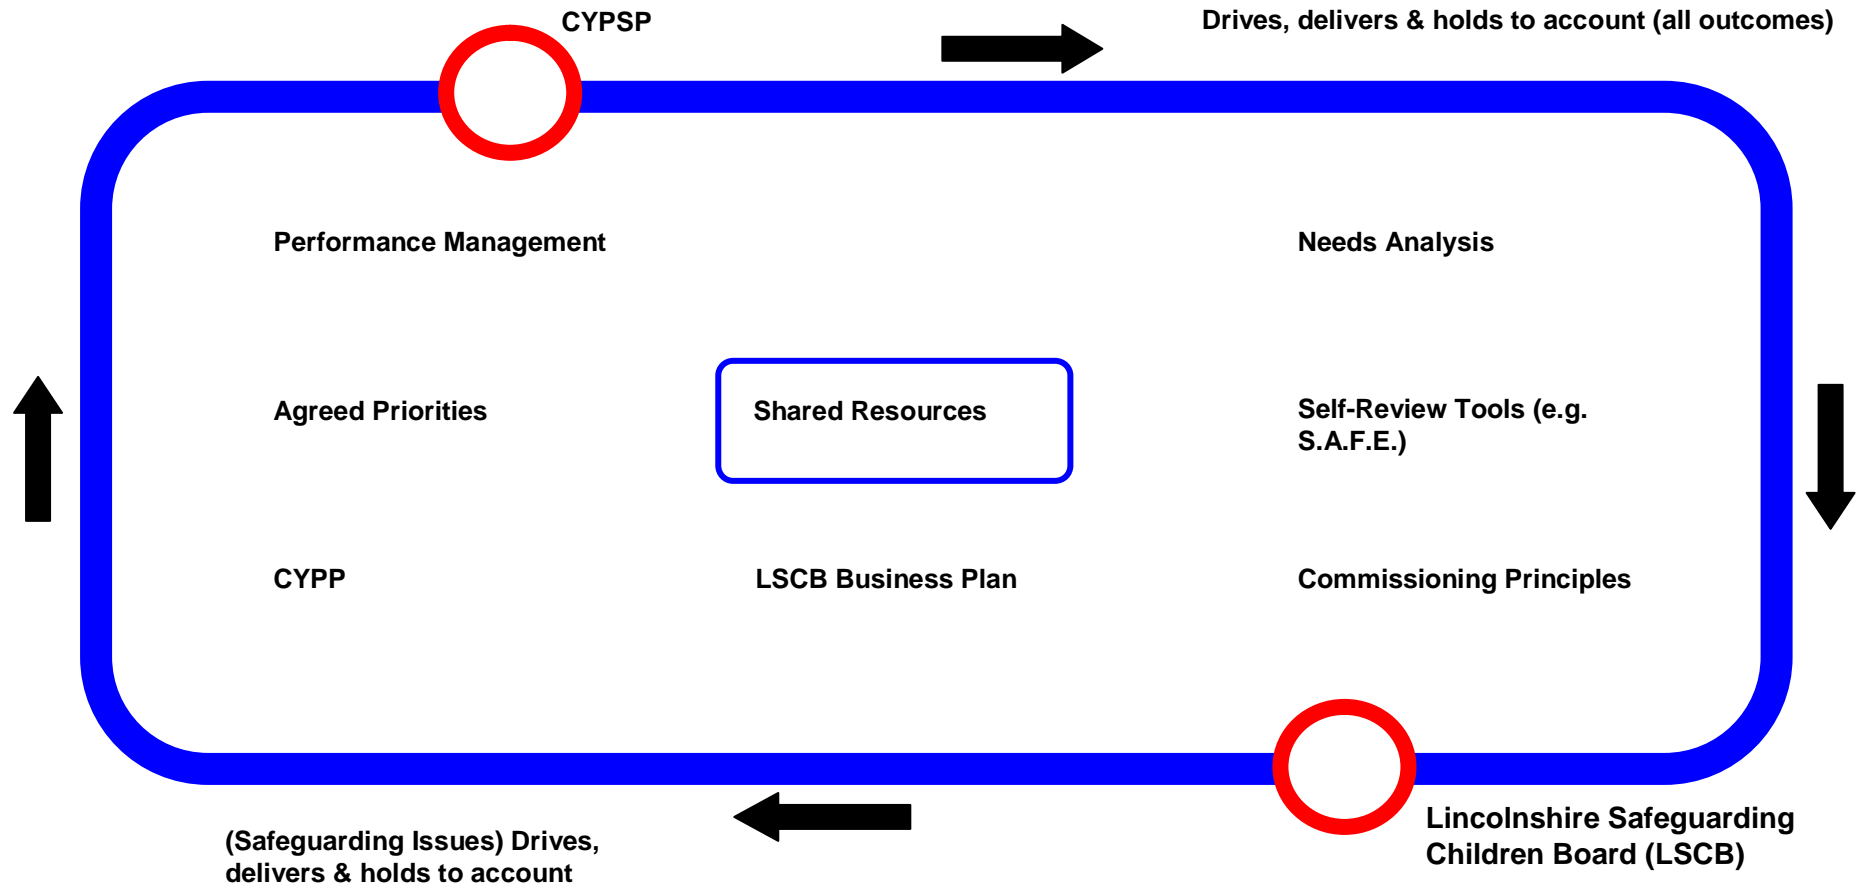 CYPSP
Drives, delivers & holds to account (all outcomes)
Performance Management
Needs Analysis
Agreed Priorities
Shared Resources
Self-Review Tools (e.g.
S.A.F.E.)
CYPP
LSCB Business Plan
Commissioning Principles
(Safeguarding Issues) Drives,
delivers & holds to account
Lincolnshire Safeguarding
Children Board (LSCB)